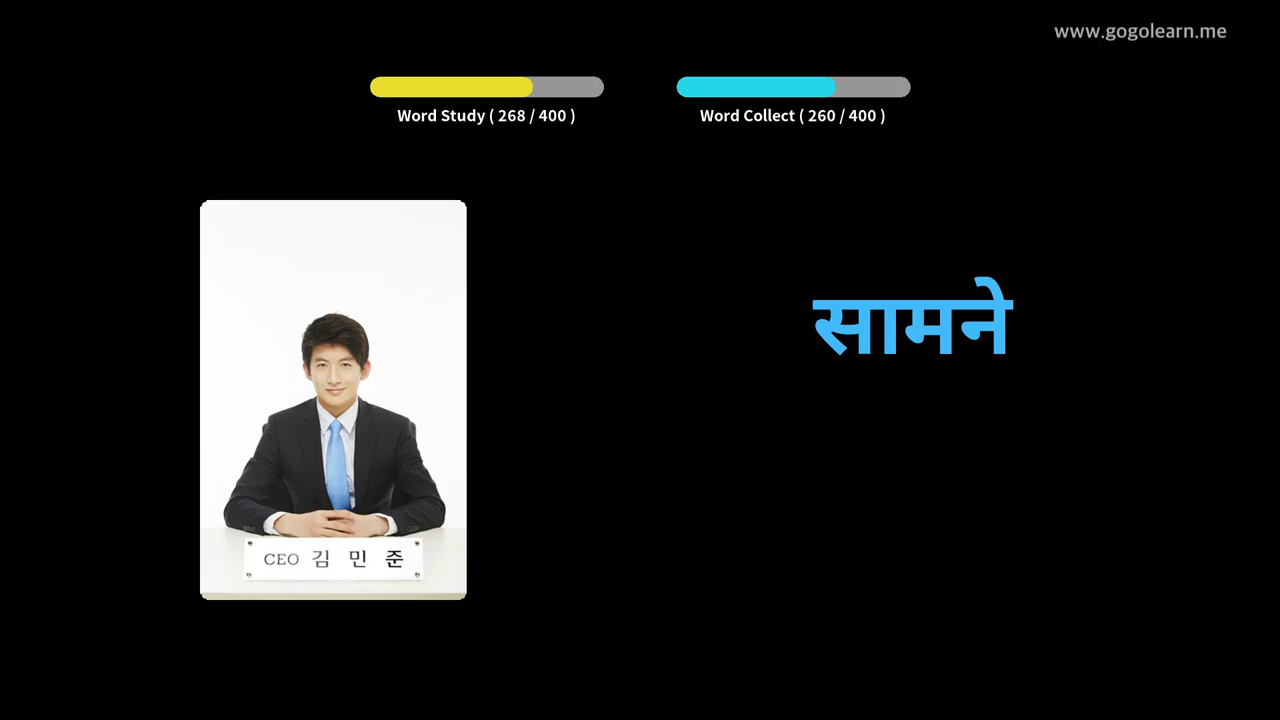 www.gogolearn.me
Word Study ( 268 / 400 )
Word Collect ( 260 / 400 )
सामने
CEO 김 민 준